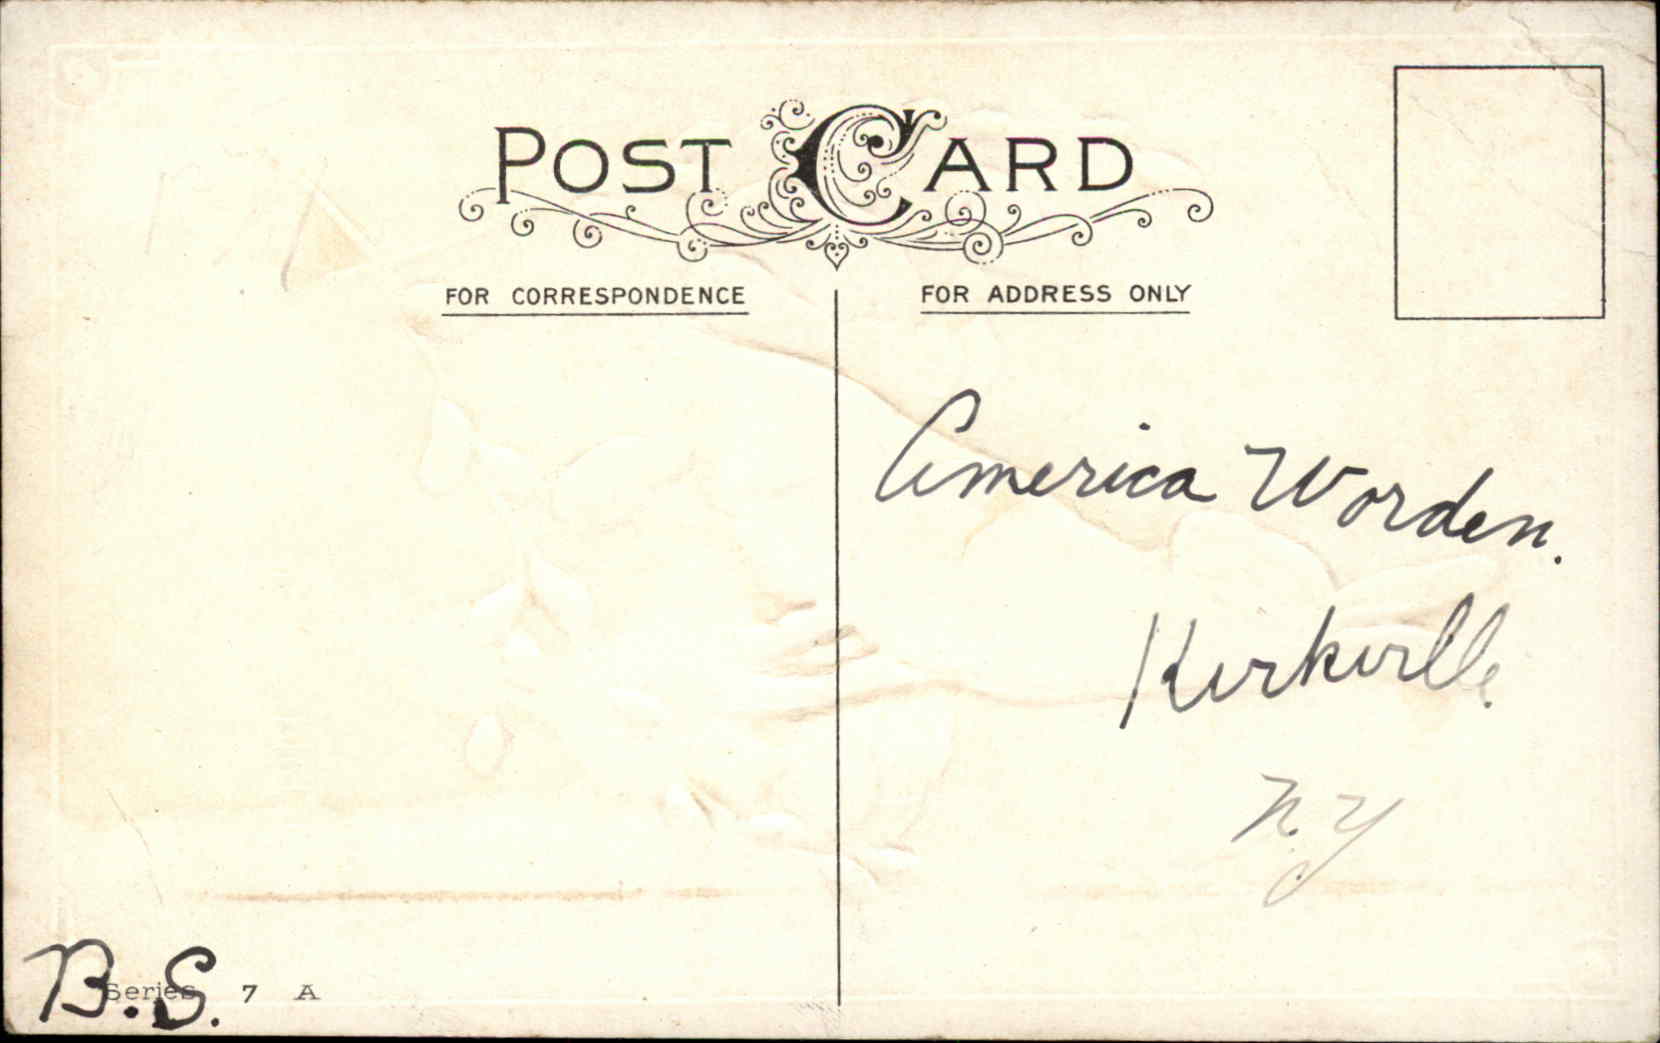 POST CARD
FOR CORRESPONDENCE
FOR ADDRESS ONLY
America Worden.
Kirkville
N.Y
B.S.
Series 7 A